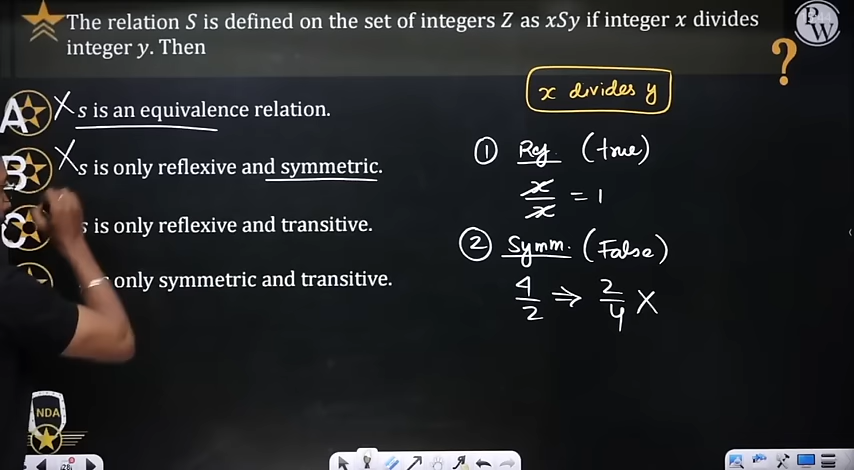 The relation S is defined on the set of integers Z as xSy if integer x divides
integer y. Then
PW
?
x divides y
A X s is an equivalence relation.
B X s is only reflexive and symmetric.
C s is only reflexive and transitive.
only symmetric and transitive.
① Ref. (true)
x/x = 1
② Symm. (False)
4/2 ⇒ 2/4 X
NDA
28